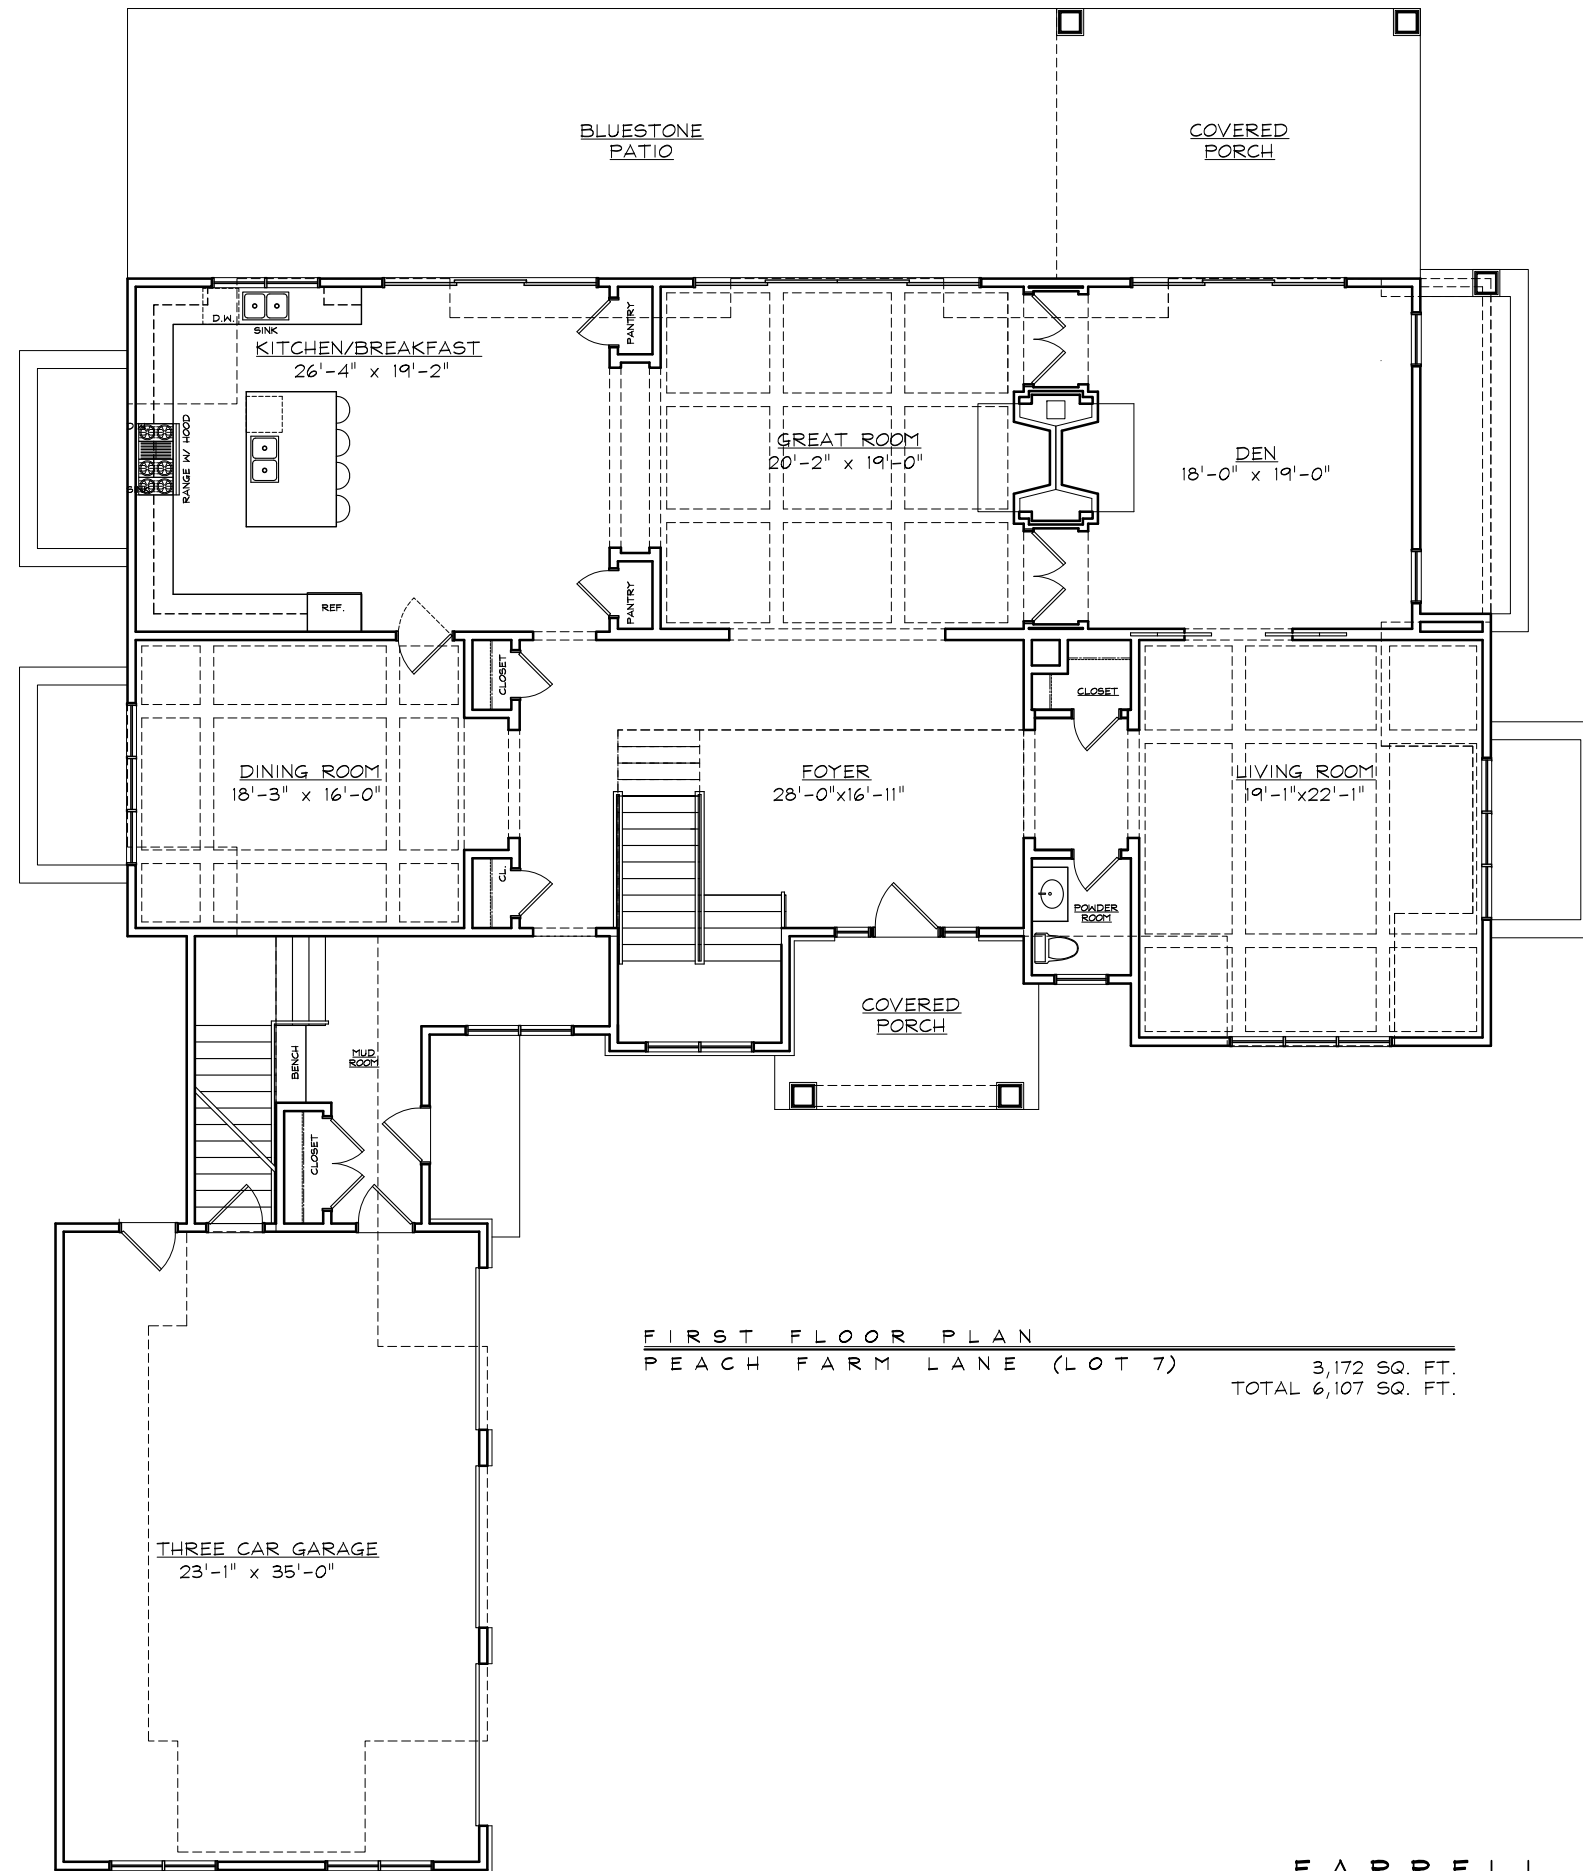 BLUESTONE
PATIO
COVERED
PORCH
D.W.
SINK
KITCHEN/BREAKFAST
26'-4" x 19'-2"
PANTRY
RANGE W/ HOOD
GREAT ROOM
20'-2" x 19'-0"
DEN
18'-0" x 19'-0"
REF.
PANTRY
CLOSET
CLOSET
DINING ROOM
18'-3" x 16'-0"
FOYER
28'-0"x16'-11"
LIVING ROOM
19'-1"x22'-1"
CL.
POWDER
ROOM
COVERED
PORCH
BENCH
MUD
ROOM
CLOSET
FIRST FLOOR PLAN
PEACH FARM LANE (LOT 7)
3,172 SQ. FT.
TOTAL 6,107 SQ. FT.
THREE CAR GARAGE
23'-1" x 35'-0"